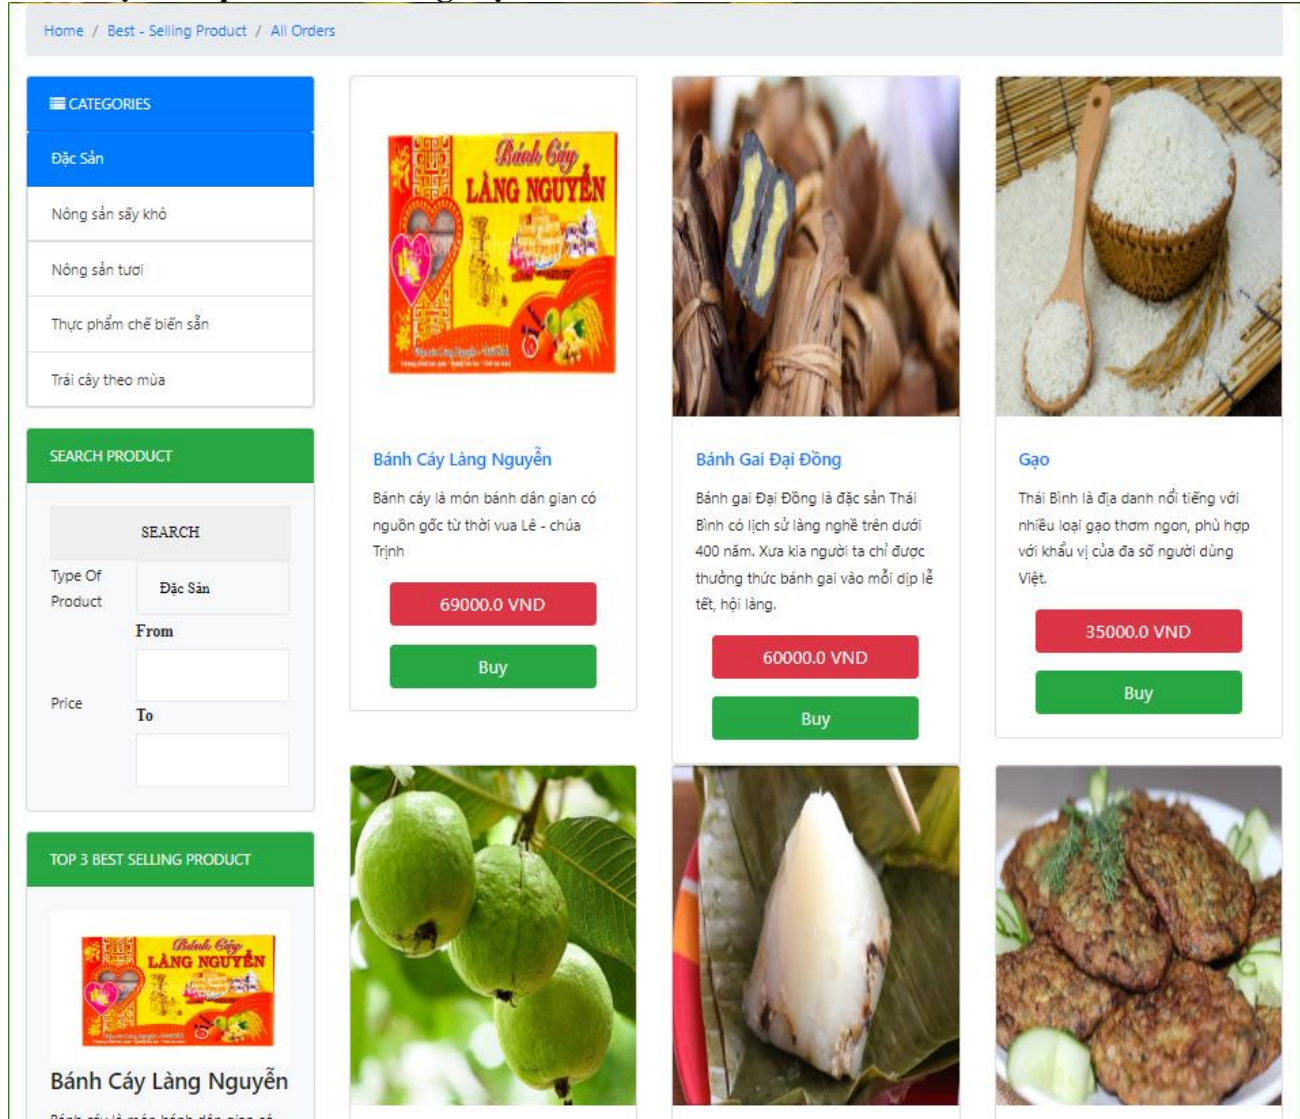 Home / Best - Selling Product / All Orders
CATEGORIES
Đặc Sản
Nông sản sấy khô
Nông sản tươi
Thực phẩm chế biến sẵn
Trái cây theo mùa
SEARCH PRODUCT
SEARCH
Type Of
Product
Đặc Sản
From
Price
To
TOP 3 BEST SELLING PRODUCT
Bánh Cáy
LÀNG NGUYỄN
Bánh Cáy Làng Nguyễn
Bánh Cáy
LÀNG NGUYỄN
Bánh Cáy Làng Nguyễn
Bánh cáy là món bánh dân gian có
nguồn gốc từ thời vua Lê - chúa
Trịnh
69000.0 VND
Buy
Bánh Gai Đại Đồng
Bánh gai Đại Đồng là đặc sản Thái
Bình có lịch sử làng nghề trên dưới
400 năm. Xưa kia người ta chỉ được
thưởng thức bánh gai vào mỗi dịp lễ
tết, hội làng.
60000.0 VND
Buy
Gạo
Thái Bình là địa danh nổi tiếng với
nhiều loại gạo thơm ngon, phù hợp
với khẩu vị của đa số người dùng
Việt.
35000.0 VND
Buy